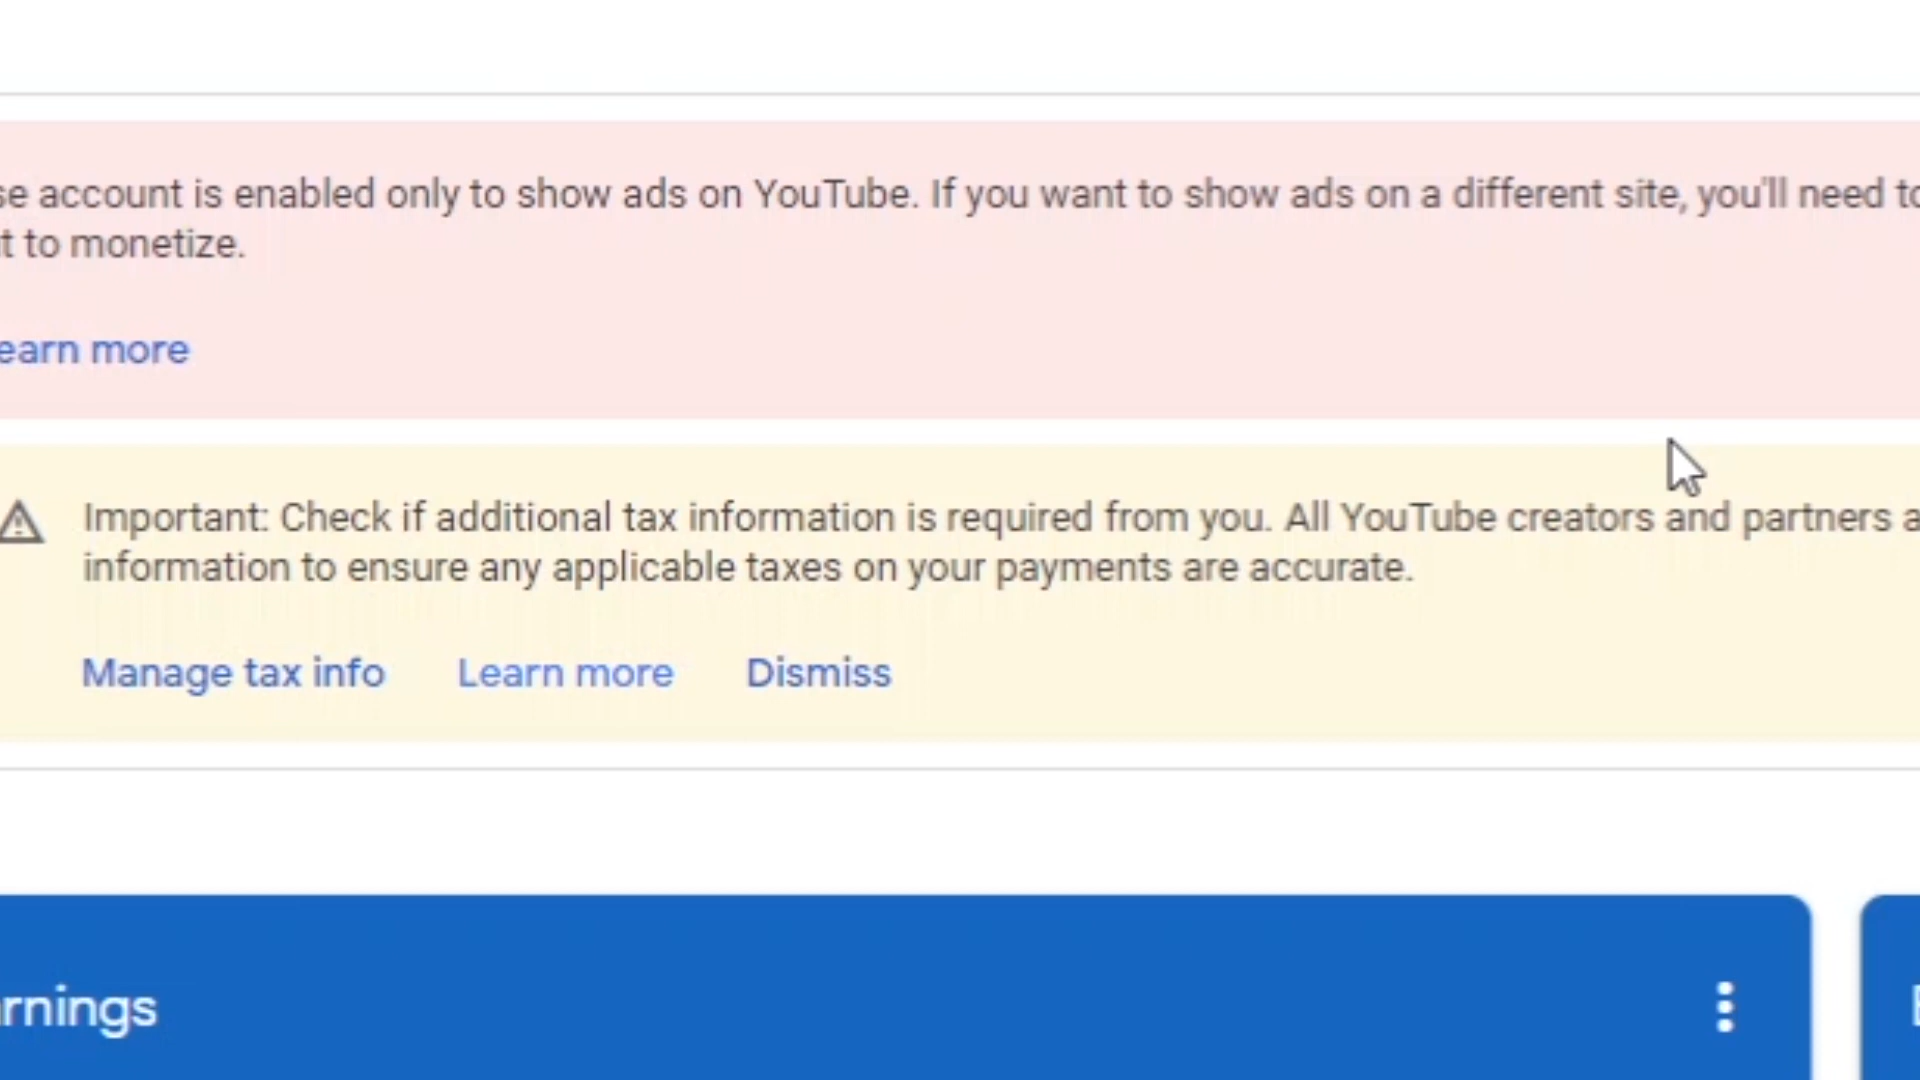 se account is enabled only to show ads on YouTube. If you want to show ads on a different site, you'll need to
t to monetize.
earn more
Important: Check if additional tax information is required from you. All YouTube creators and partners a
information to ensure any applicable taxes on your payments are accurate.
Manage tax info Learn more Dismiss
rnings